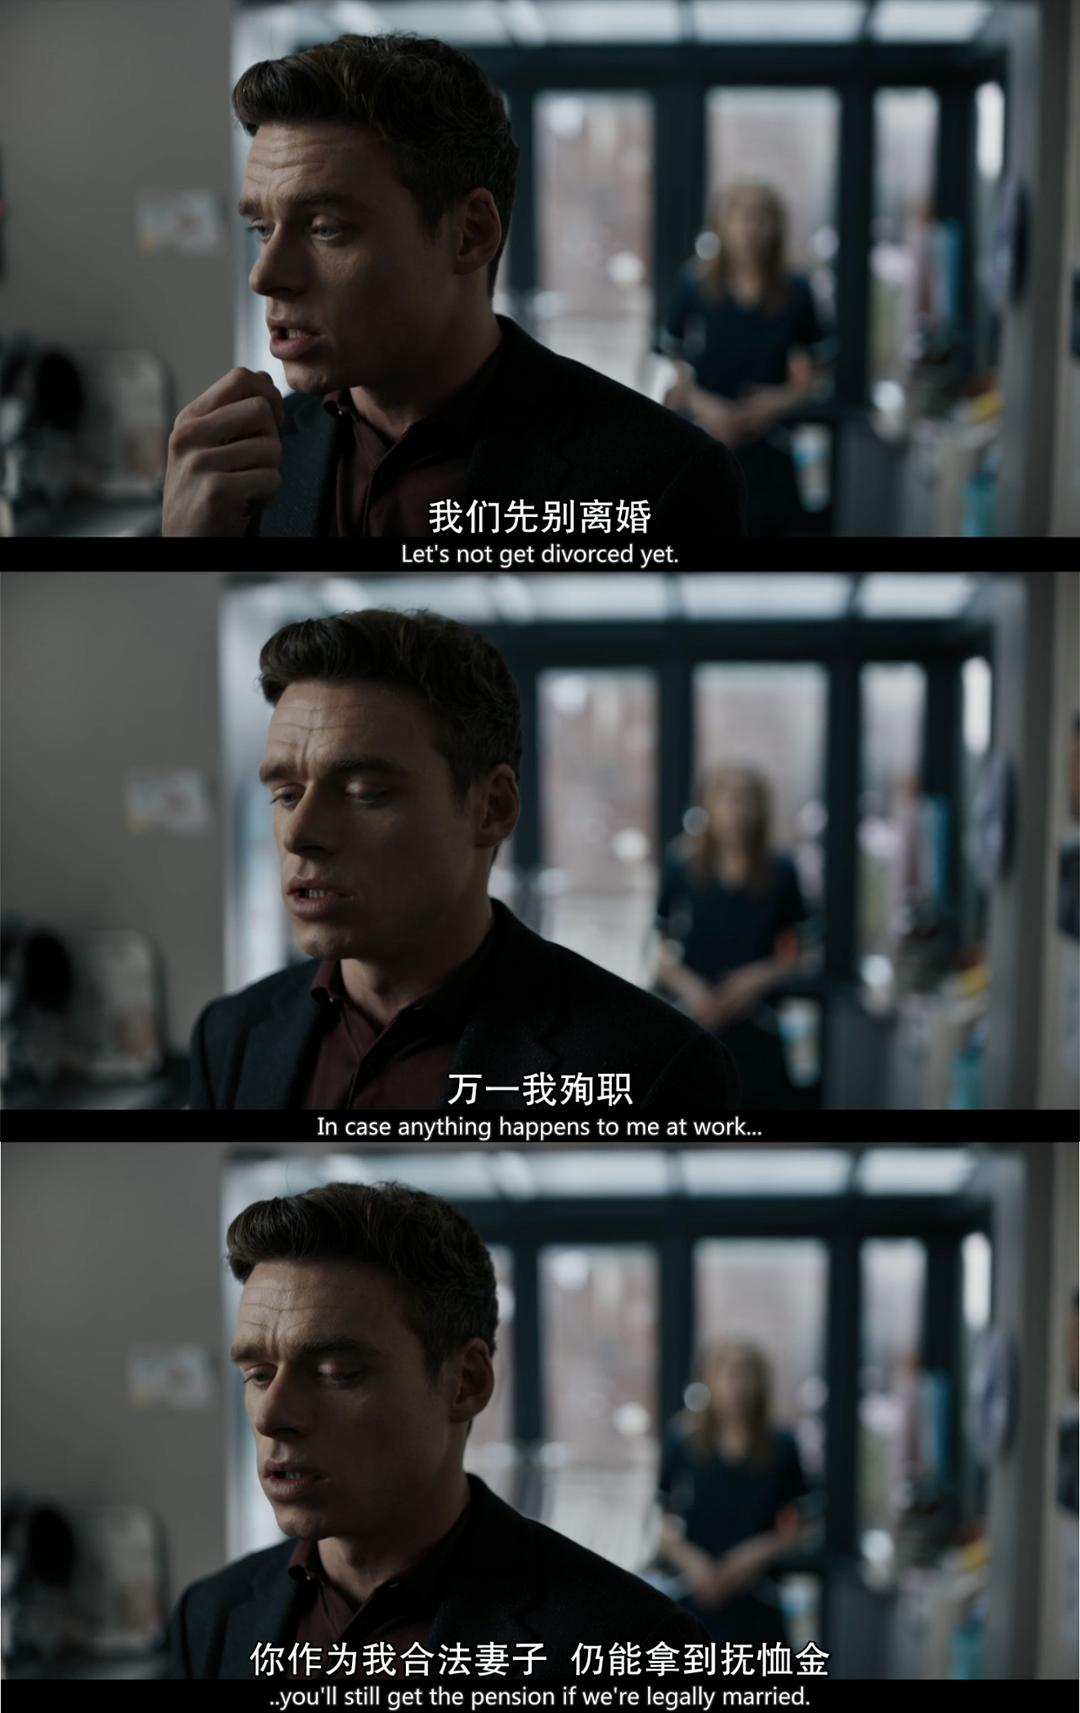 我们先别离婚
Let's not get divorced yet.
万一我殉职
In case anything happens to me at work...
你作为我合法妻子 仍能拿到抚恤金
..you'll still get the pension if we're legally married.